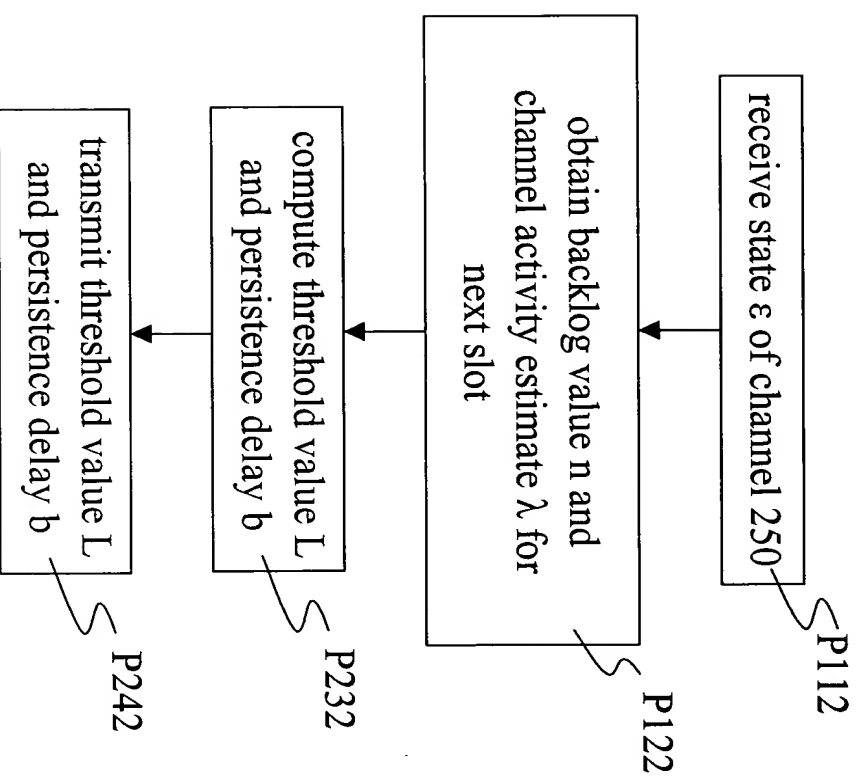 receive state ε of channel 250
P112
obtain backlog value n and
channel activity estimate λ for
next slot
P122
compute threshold value L
and persistence delay b
P232
transmit threshold value L
and persistence delay b
P242